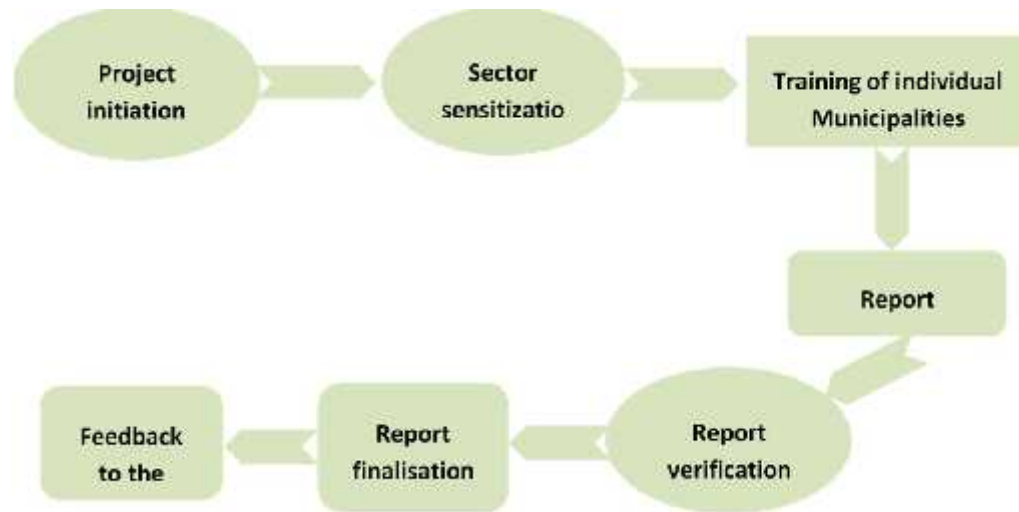 Project
initiation
Sector
sensitizatio
Training of individual
Municipalities
Report
Report
verification
Report
finalisation
Feedback
to the